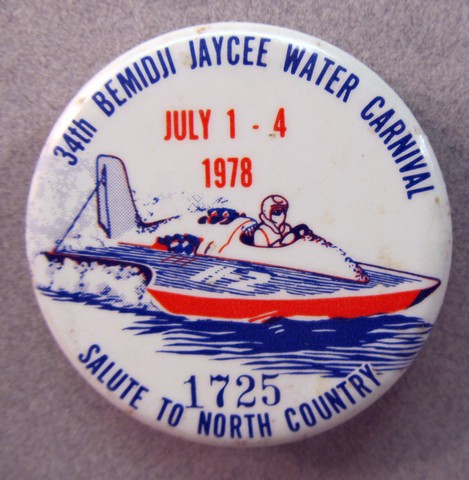 34th BEMIDJI JAYCEE WATER CARNIVAL
JULY 1 - 4
1978
1725
SALUTE TO NORTH COUNTRY